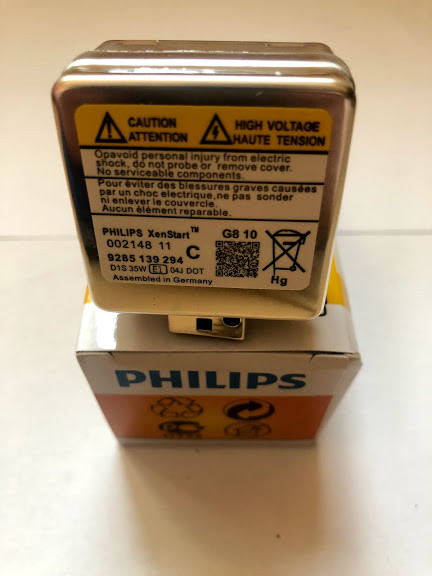 CAUTION
ATTENTION
HIGH VOLTAGE
HAUTE TENSION
Opavoid personal injury from electric
shock, do not probe or remove cover.
No serviceable components.
Pour éviter des blessures graves causées
par un choc electrique,ne pas sonder
ni enlever le couvercle.
Aucun élément reparable.
PHILIPS XenStart™ G8 10
002148 11 C
9285 139 294
D1S 35W E1 04J DOT
Assembled in Germany
Hg
PHILIPS